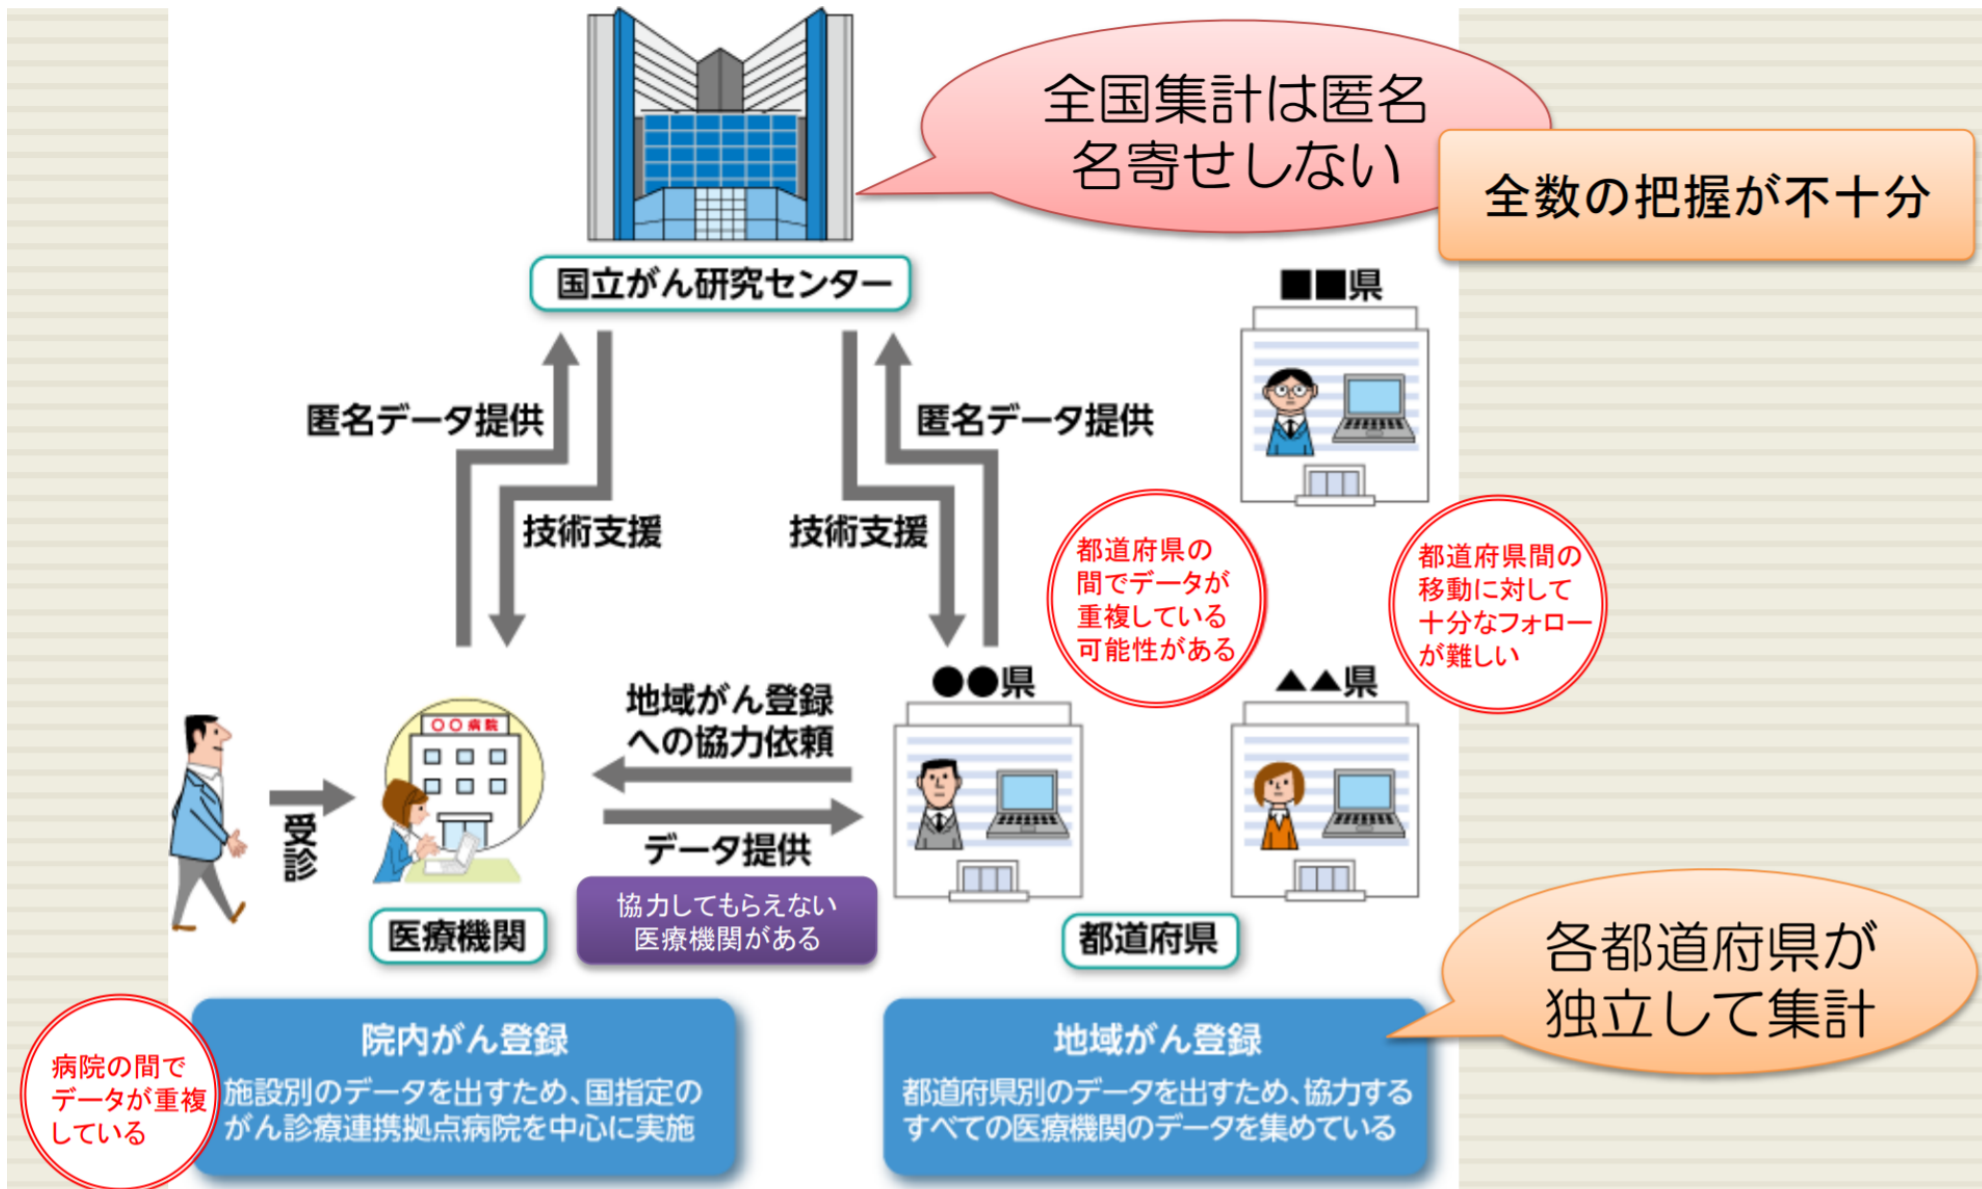 全国集計は匿名
名寄せしない
全数の把握が不十分
国立がん研究センター
■■県
匿名データ提供
匿名データ提供
技術支援
技術支援
都道府県の
間でデータが
重複している
可能性がある
都道府県間の
移動に対して
十分なフォロー
が難しい
●●県
▲▲県
地域がん登録
への協力依頼
〇〇病院
受診
データ提供
協力してもらえない
医療機関がある
医療機関
都道府県
各都道府県が
独立して集計
病院の間で
データが重複
している
院内がん登録
施設別のデータを出すため、国指定の
がん診療連携拠点病院を中心に実施
地域がん登録
都道府県別のデータを出すため、協力する
すべての医療機関のデータを集めている